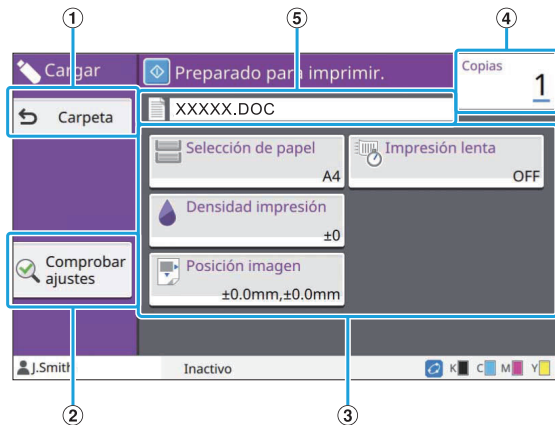 ① ⑤ ④
Cargar
Preparado para imprimir.
Copias
1
Carpeta
XXXXX.DOC
Selección de papel
A4
Impresión lenta
OFF
Densidad impresión
±0
Comprobar
ajustes
Posición imagen
±0.0mm,±0.0mm
J.Smith
Inactivo
K C M Y
② ③